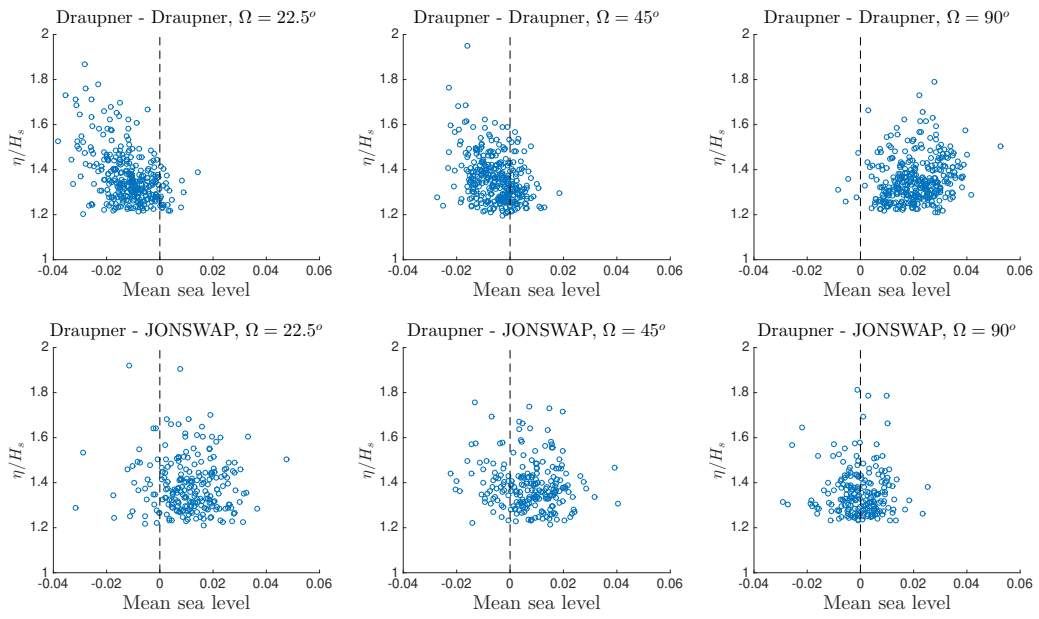 Draupner - Draupner, Ω = 22.5°
Draupner - Draupner, Ω = 45°
Draupner - Draupner, Ω = 90°
2
1.8
1.6
1.4
1.2
1
η/H_s
-0.04 -0.02 0 0.02 0.04 0.06
Mean sea level
2
1.8
1.6
1.4
1.2
1
η/H_s
-0.04 -0.02 0 0.02 0.04 0.06
Mean sea level
2
1.8
1.6
1.4
1.2
1
η/H_s
-0.04 -0.02 0 0.02 0.04 0.06
Mean sea level
Draupner - JONSWAP, Ω = 22.5°
Draupner - JONSWAP, Ω = 45°
Draupner - JONSWAP, Ω = 90°
2
1.8
1.6
1.4
1.2
1
η/H_s
-0.04 -0.02 0 0.02 0.04 0.06
Mean sea level
2
1.8
1.6
1.4
1.2
1
η/H_s
-0.04 -0.02 0 0.02 0.04 0.06
Mean sea level
2
1.8
1.6
1.4
1.2
1
η/H_s
-0.04 -0.02 0 0.02 0.04 0.06
Mean sea level